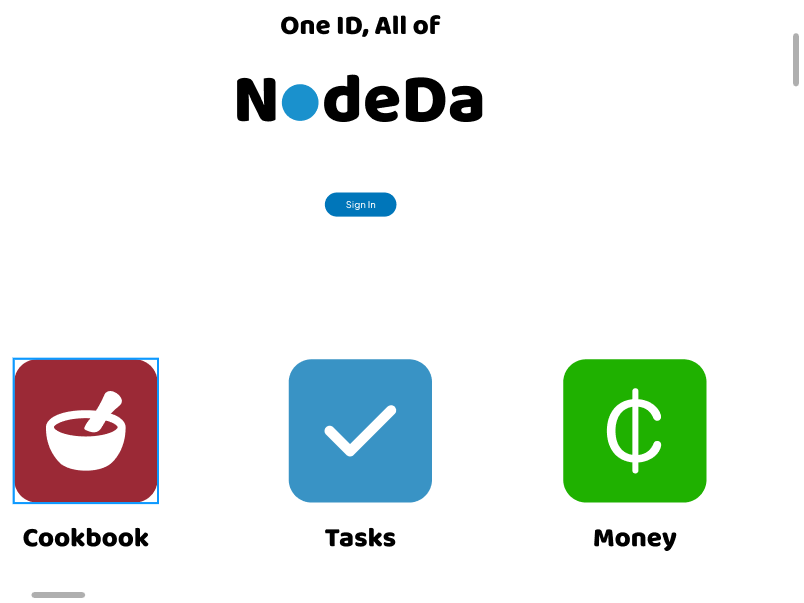 One ID, All of
NodeDa
Sign In
Cookbook
Tasks
Money